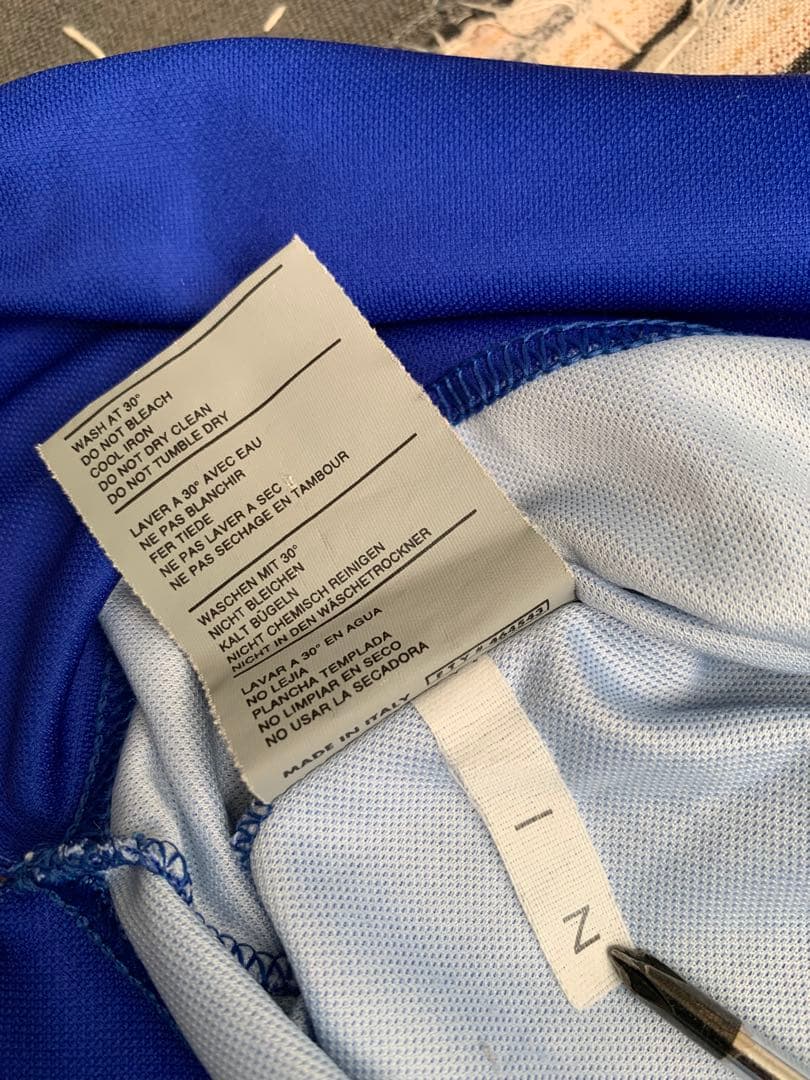 WASH AT 30°
DO NOT BLEACH
COOL IRON
DO NOT DRY CLEAN
DO NOT TUMBLE DRY
LAVER A 30° AVEC EAU
NE PAS BLANCHIR
FER TIEDE
NE PAS LAVER A SEC
NE PAS SECHAGE EN TAMBOUR
WASCHEN MIT 30°
NICHT BLEICHEN
KALT BÜGELN
NICHT CHEMISCH REINIGEN
NICHT IN DEN WÄSCHETROCKNER
LAVAR A 30° EN AGUA
NO LEJIA
PLANCHA TEMPLADA
NO LIMPIAR EN SECO
NO USAR LA SECADORA
MADE IN ITALY
I
N